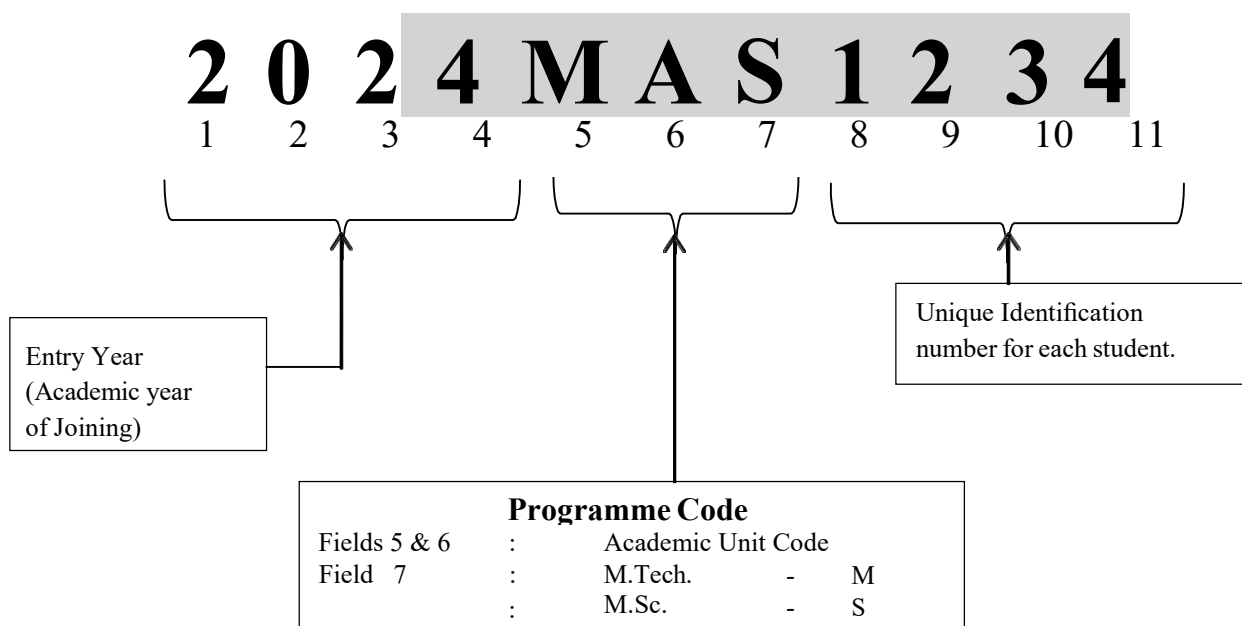 2 0 2 4 M A S 1 2 3 4
1 2 3 4 5 6 7 8 9 10 11
Entry Year
(Academic year
of Joining)
Unique Identification
number for each student.
Programme Code
Fields 5 & 6 : Academic Unit Code
Field 7 : M.Tech. - M
: M.Sc. - S